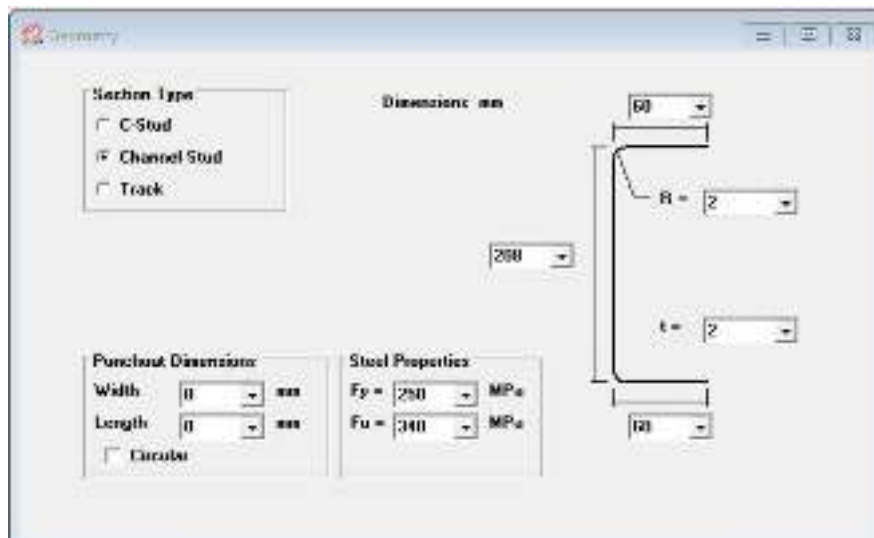 Geometry
Section Type
C-Stud
Channel Stud
Track
Dimensions: mm
60
R =
2
t =
2
60
Punchout Dimensions
Width
0
mm
Length
0
mm
Circular
Steel Properties
Fy =
250
MPa
Fu =
340
MPa